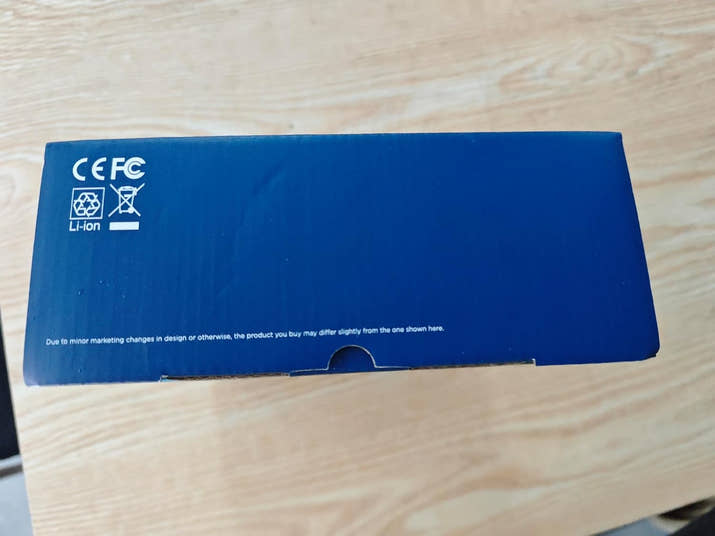 CE FC
Li-ion
Due to minor marketing changes in design or otherwise, the product you buy may differ slightly from the one shown here.